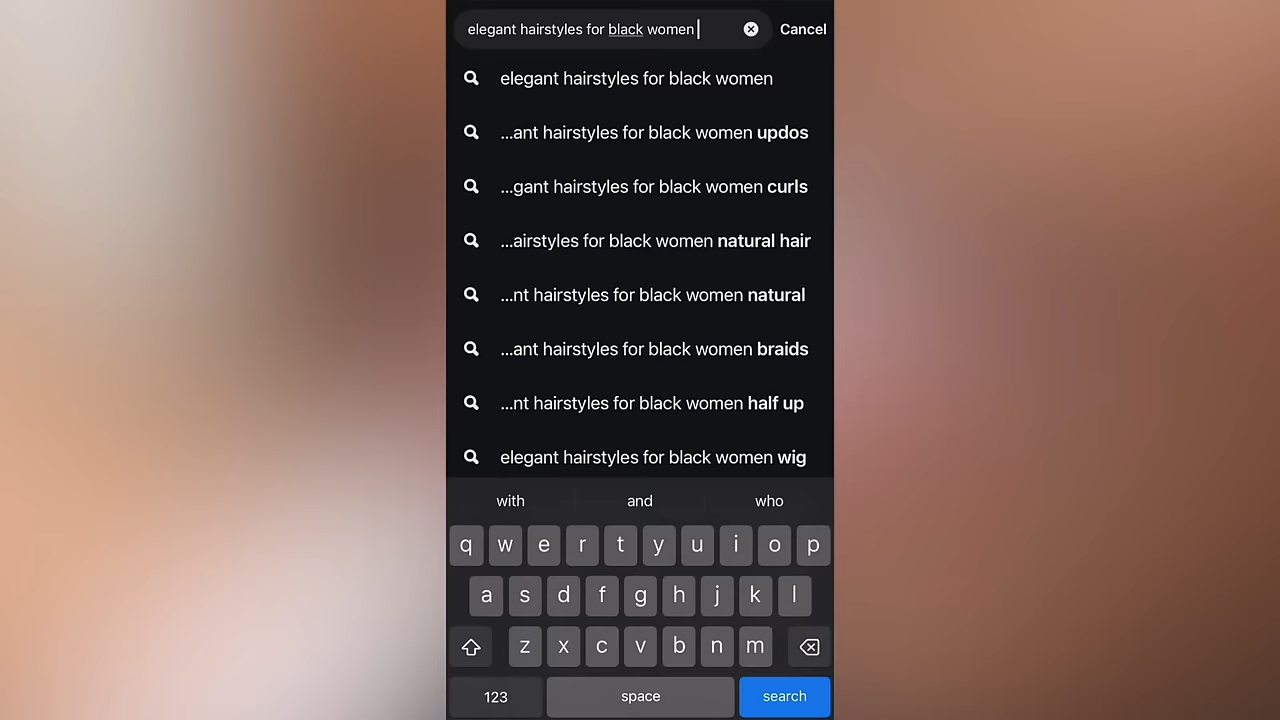 elegant hairstyles for black women
Cancel
elegant hairstyles for black women
...ant hairstyles for black women updos
...gant hairstyles for black women curls
...airstyles for black women natural hair
...nt hairstyles for black women natural
...ant hairstyles for black women braids
...nt hairstyles for black women half up
elegant hairstyles for black women wig
with and who
q w e r t y u i o p
a s d f g h j k l
z x c v b n m
123 space search